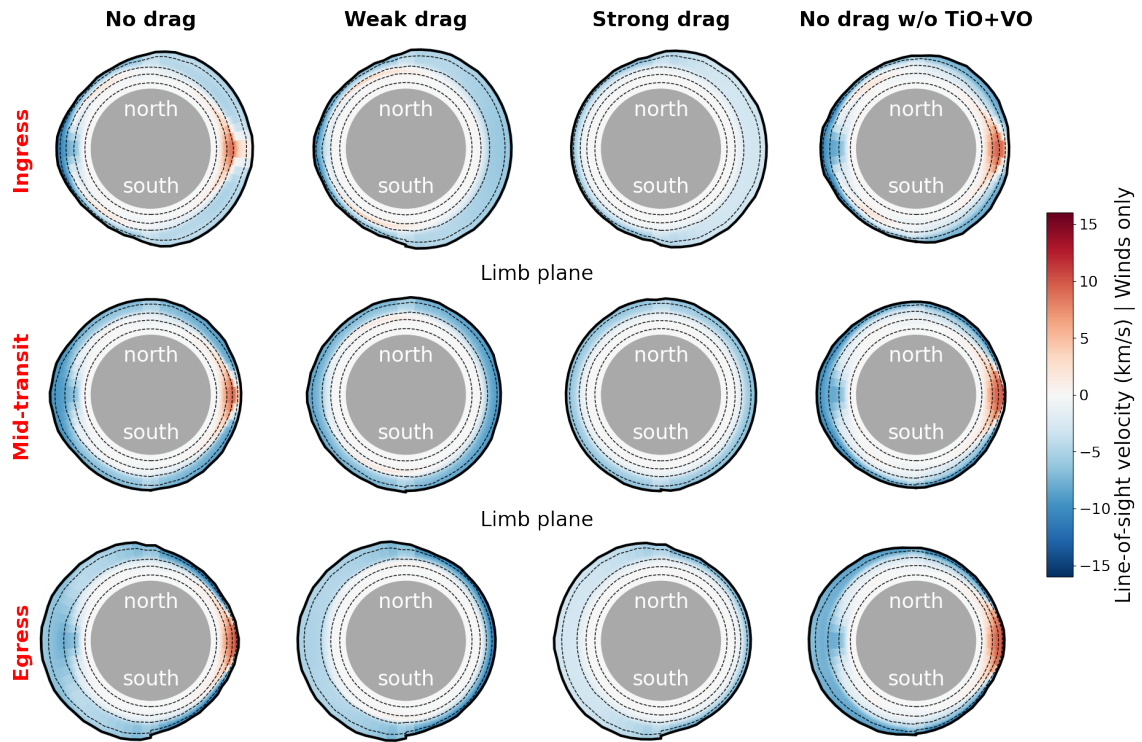 No drag
Weak drag
Strong drag
No drag w/o TiO+VO
Ingress
north
south
north
south
north
south
north
south
Limb plane
Mid-transit
north
south
north
south
north
south
north
south
Limb plane
Egress
north
south
north
south
north
south
north
south
15
10
5
0
−5
−10
−15
Line-of-sight velocity (km/s) | Winds only